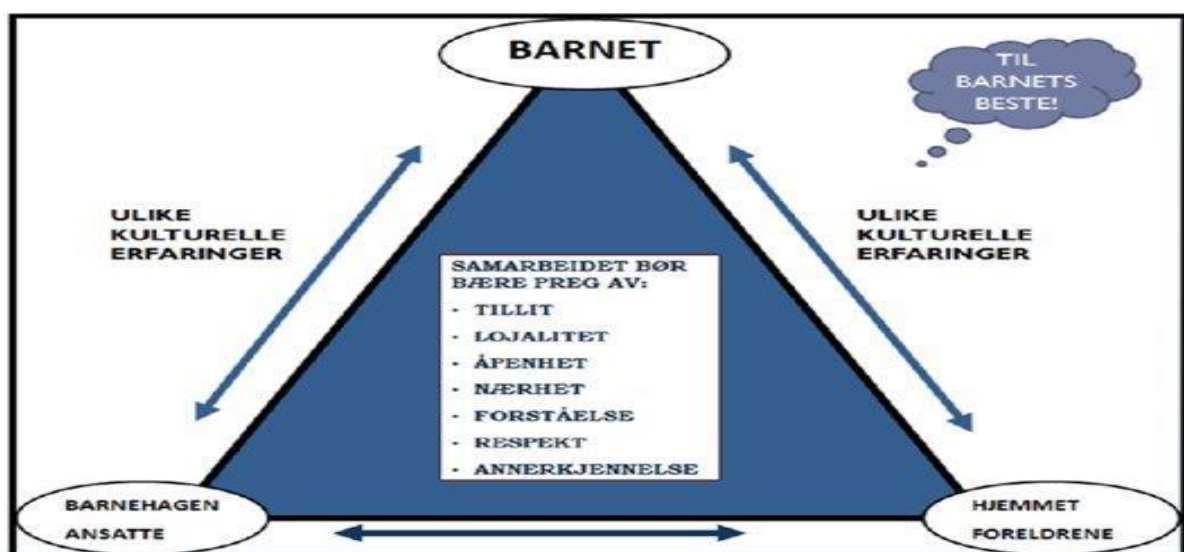 BARNET
TIL
BARNETS
BESTE!
ULIKE
KULTURELLE
ERFARINGER
ULIKE
KULTURELLE
ERFARINGER
SAMARBEIDET BØR
BÆRE PREG AV:
- TILLIT
- LOJALITET
- ÅPENHET
- NÆRHET
- FORSTÅELSE
- RESPEKT
- ANNERKJENNELSE
BARNEHAGEN
ANSATTE
HJEMMET
FORELDRENE